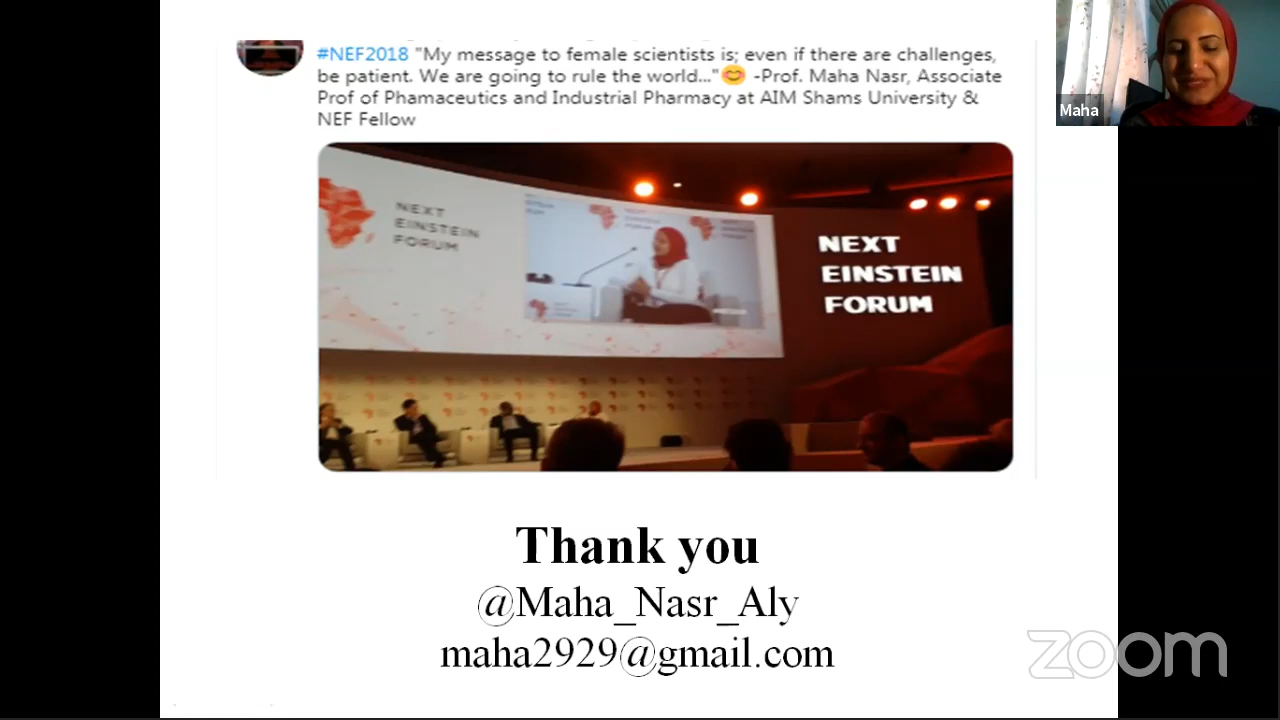 #NEF2018 "My message to female scientists is; even if there are challenges,
be patient. We are going to rule the world..."😊 -Prof. Maha Nasr, Associate
Prof of Phamaceutics and Industrial Pharmacy at AIM Shams University &
NEF Fellow
Maha
NEXT
EINSTEIN
FORUM
NEXT
EINSTEIN
FORUM
Thank you
@Maha_Nasr_Aly
maha2929@gmail.com
zoom